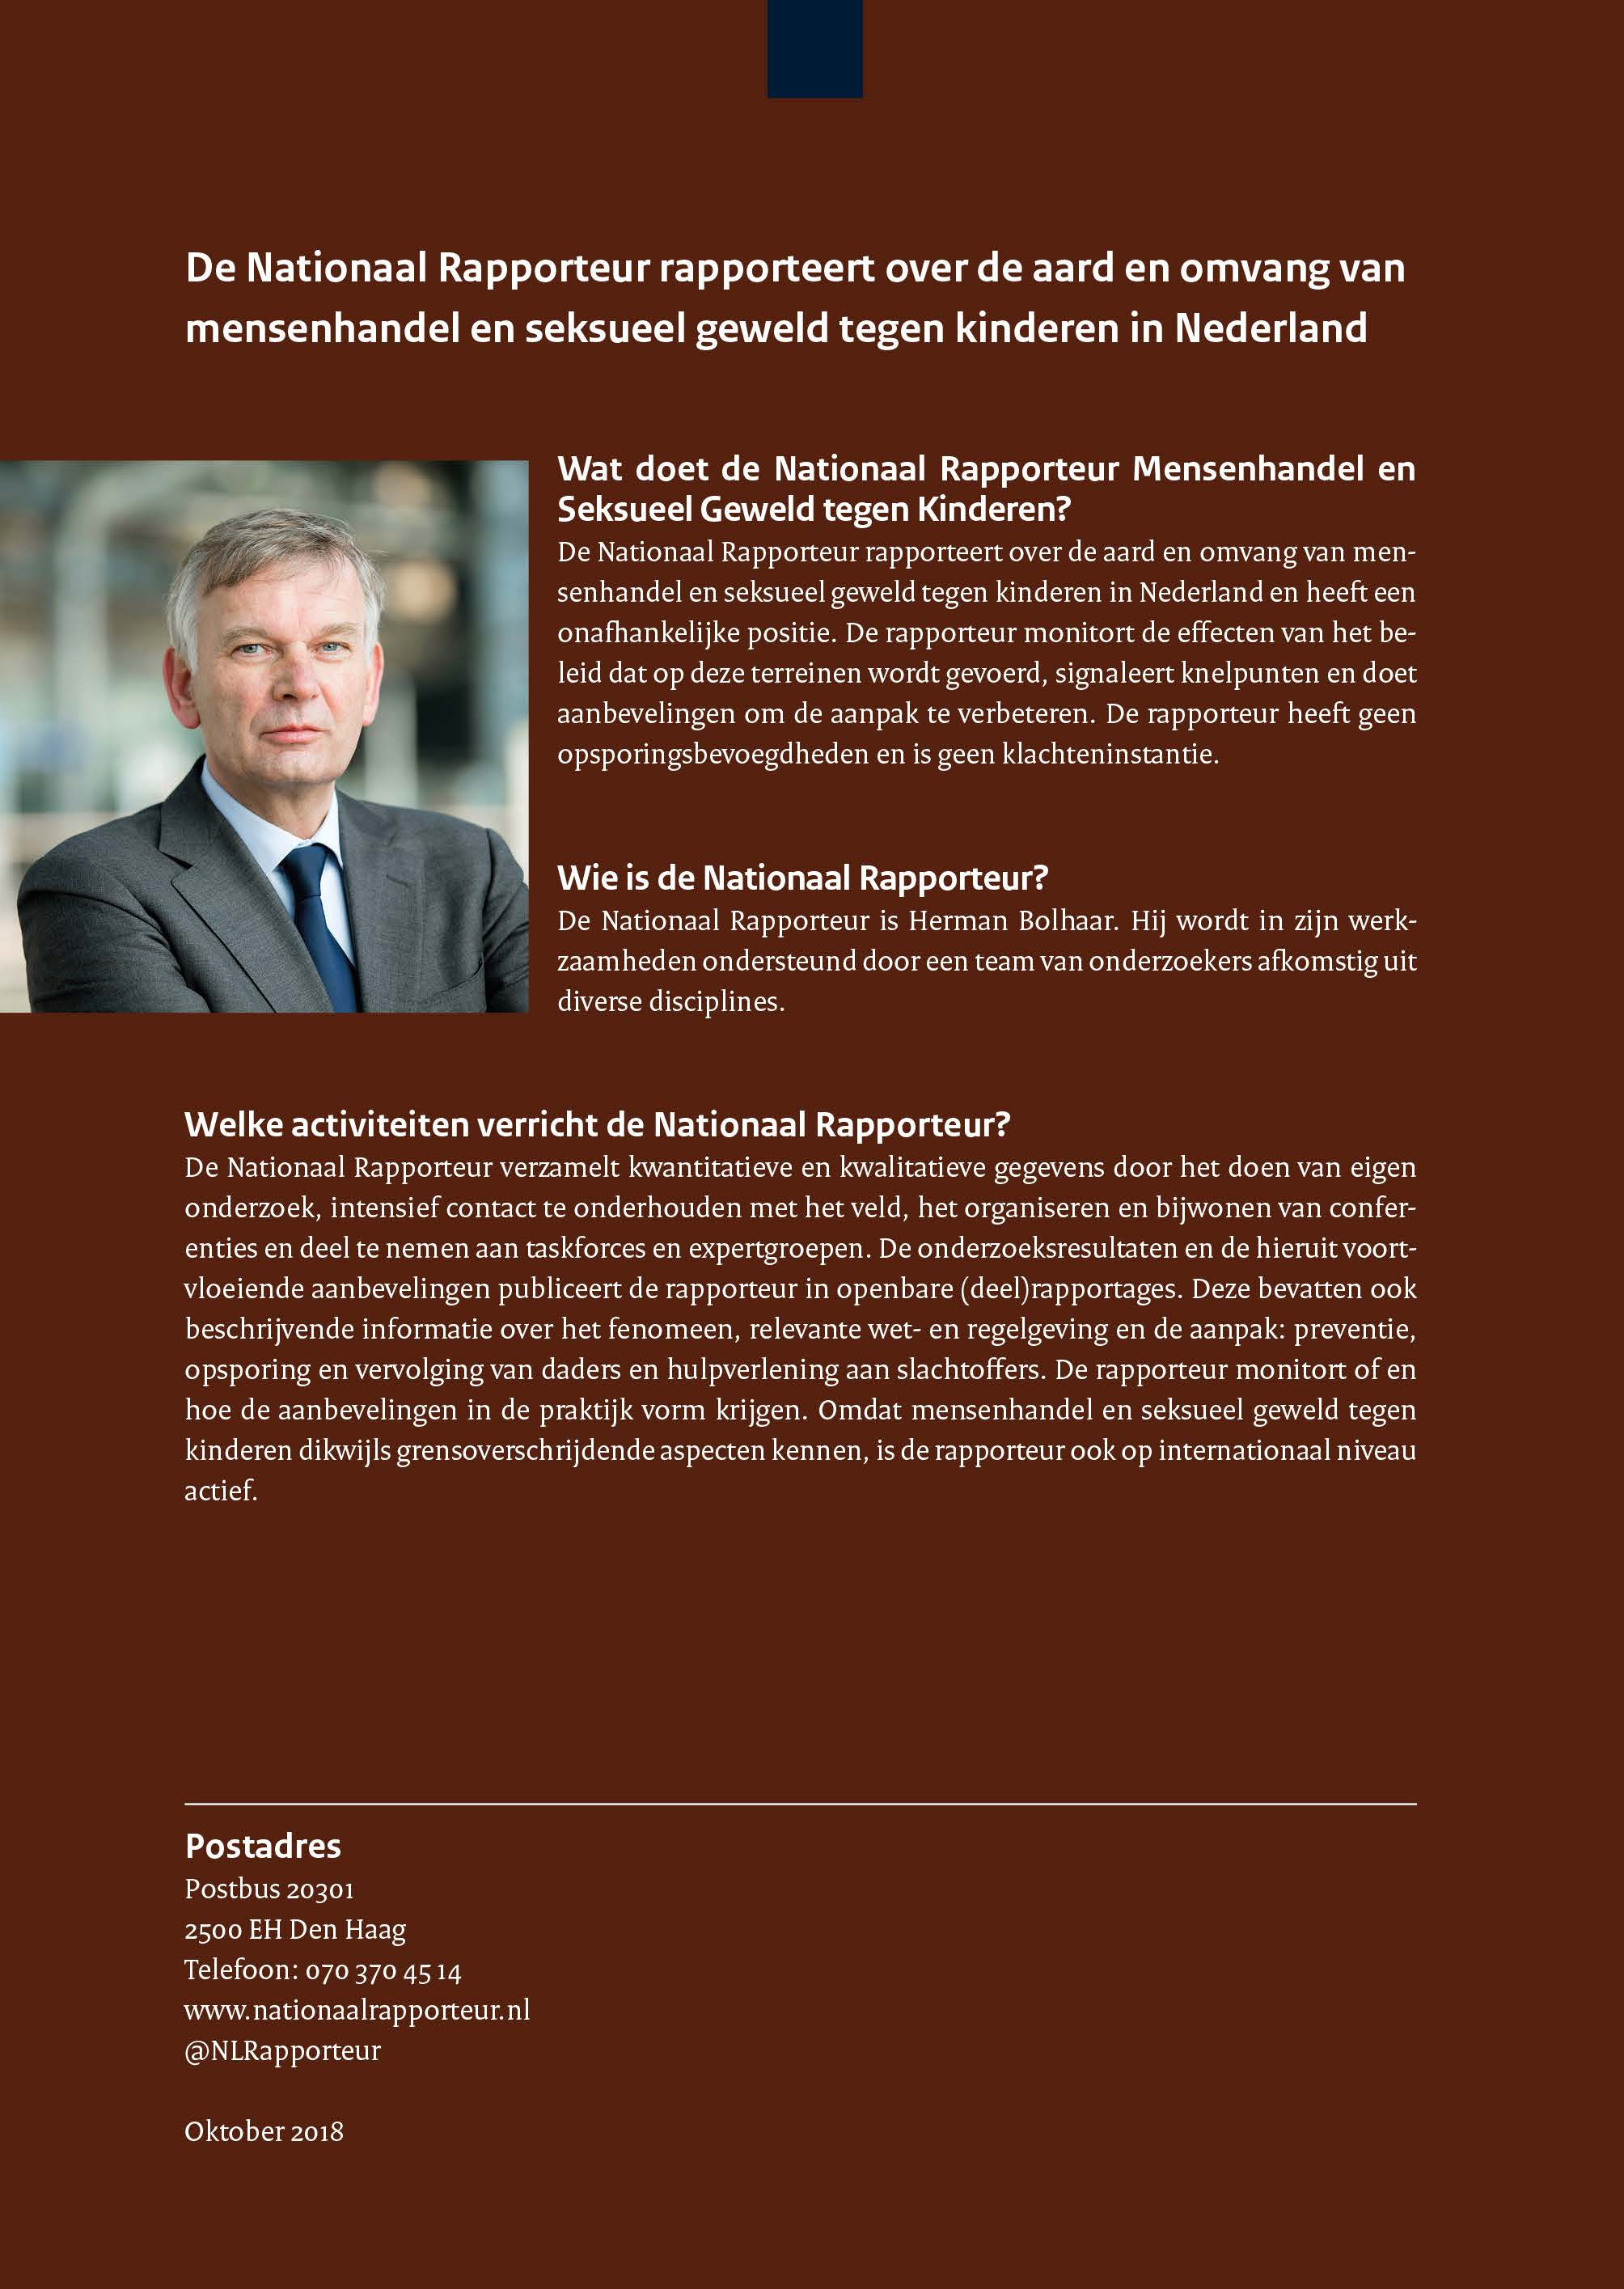 De Nationaal Rapporteur rapporteert over de aard en omvang van
mensenhandel en seksueel geweld tegen kinderen in Nederland
Wat doet de Nationaal Rapporteur Mensenhandel en
Seksueel Geweld tegen Kinderen?
De Nationaal Rapporteur rapporteert over de aard en omvang van men-
senhandel en seksueel geweld tegen kinderen in Nederland en heeft een
onafhankelijke positie. De rapporteur monitort de effecten van het be-
leid dat op deze terreinen wordt gevoerd, signaleert knelpunten en doet
aanbevelingen om de aanpak te verbeteren. De rapporteur heeft geen
opsporingsbevoegdheden en is geen klachteninstantie.
Wie is de Nationaal Rapporteur?
De Nationaal Rapporteur is Herman Bolhaar. Hij wordt in zijn werk-
zaamheden ondersteund door een team van onderzoekers afkomstig uit
diverse disciplines.
Welke activiteiten verricht de Nationaal Rapporteur?
De Nationaal Rapporteur verzamelt kwantitatieve en kwalitatieve gegevens door het doen van eigen
onderzoek, intensief contact te onderhouden met het veld, het organiseren en bijwonen van confer-
enties en deel te nemen aan taskforces en expertgroepen. De onderzoeksresultaten en de hieruit voort-
vloeiende aanbevelingen publiceert de rapporteur in openbare (deel)rapportages. Deze bevatten ook
beschrijvende informatie over het fenomeen, relevante wet- en regelgeving en de aanpak: preventie,
opsporing en vervolging van daders en hulpverlening aan slachtoffers. De rapporteur monitort of en
hoe de aanbevelingen in de praktijk vorm krijgen. Omdat mensenhandel en seksueel geweld tegen
kinderen dikwijls grensoverschrijdende aspecten kennen, is de rapporteur ook op internationaal niveau
actief.
Postadres
Postbus 20301
2500 EH Den Haag
Telefoon: 070 370 45 14
www.nationaalrapporteur.nl
@NLRapporteur
Oktober 2018